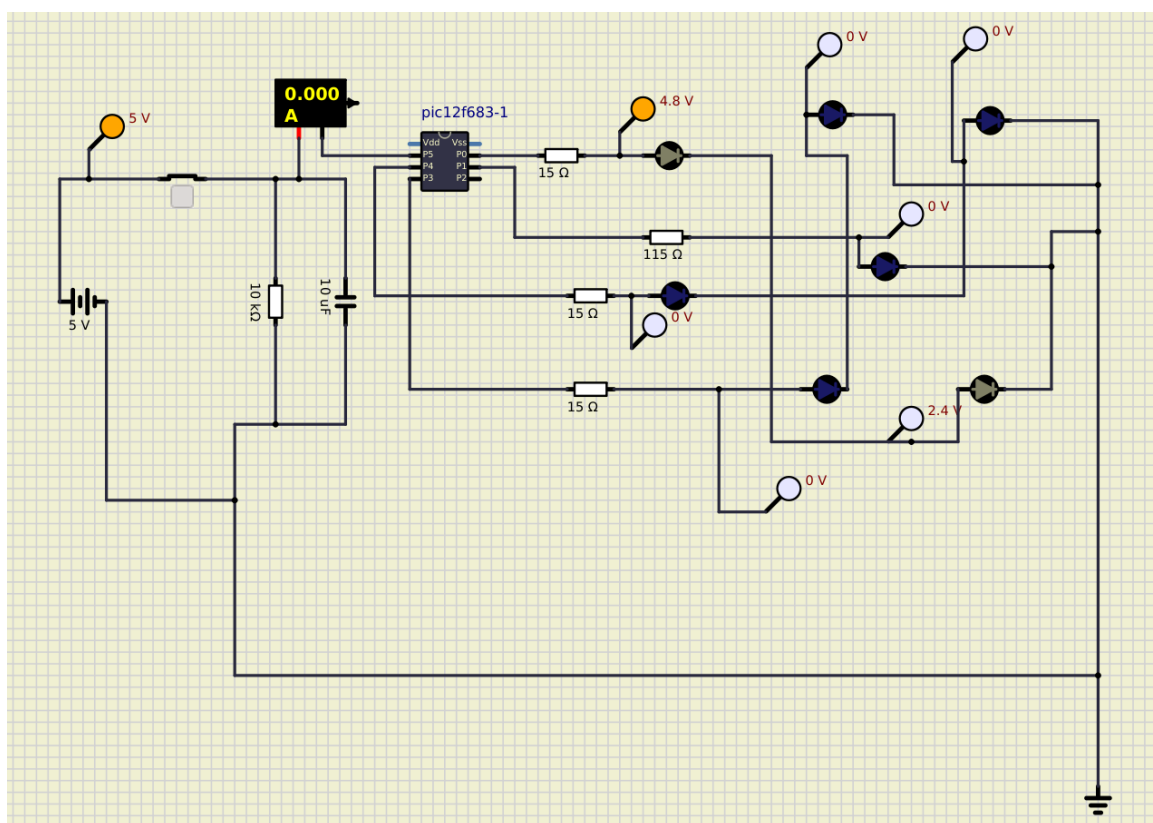 0 V
0 V
0.000
A
4.8 V
pic12f683-1
5 V
Vdd Vss
P5 P0
P4 P1
P3 P2
15 Ω
0 V
115 Ω
10 kΩ
10 uF
15 Ω
0 V
5 V
15 Ω
2.4 V
0 V